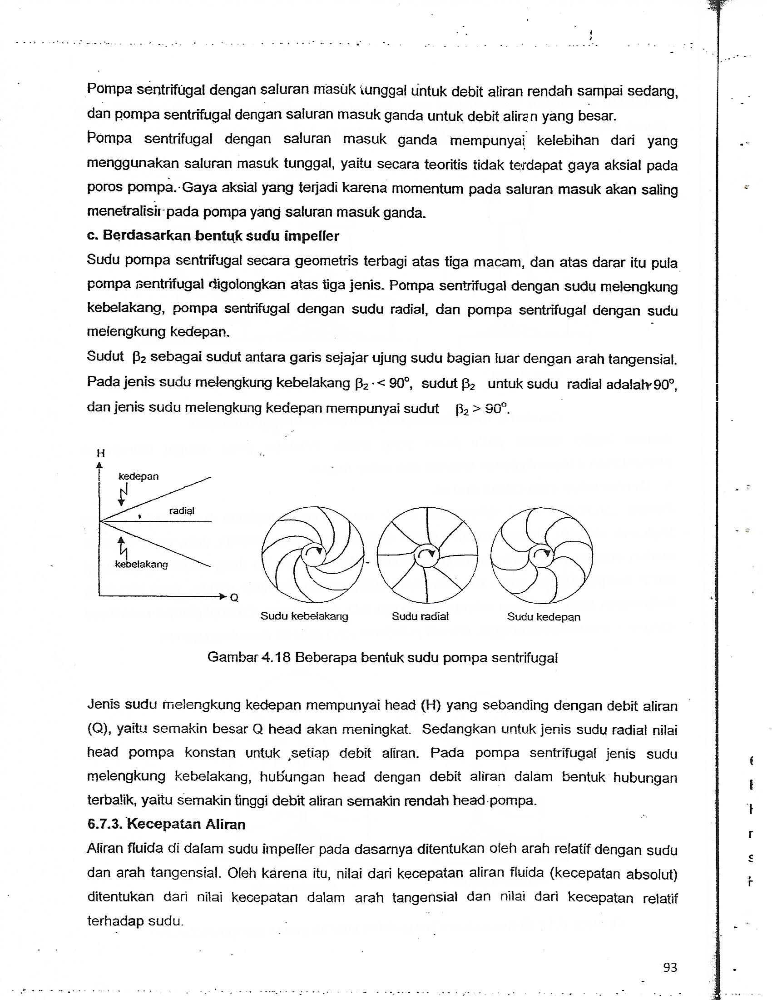 Pompa sentrifugal dengan saluran masuk tunggal untuk debit aliran rendah sampai sedang,
dan pompa sentrifugal dengan saluran masuk ganda untuk debit aliran yang besar.
Pompa sentrifugal dengan saluran masuk ganda mempunyai kelebihan dari yang
menggunakan saluran masuk tunggal, yaitu secara teoritis tidak terdapat gaya aksial pada
poros pompa. Gaya aksial yang terjadi karena momentum pada saluran masuk akan saling
menetralisir pada pompa yang saluran masuk ganda.
c. Berdasarkan bentuk sudu impeller
Sudu pompa sentrifugal secara geometris terbagi atas tiga macam, dan atas darar itu pula
pompa sentrifugal digolongkan atas tiga jenis. Pompa sentrifugal dengan sudu melengkung
kebelakang, pompa sentrifugal dengan sudu radial, dan pompa sentrifugal dengan sudu
melengkung kedepan.
Sudut β₂ sebagai sudut antara garis sejajar ujung sudu bagian luar dengan arah tangensial.
Pada jenis sudu melengkung kebelakang β₂ < 90°, sudut β₂ untuk sudu radial adalah 90°,
dan jenis sudu melengkung kedepan mempunyai sudut β₂ > 90°.
H
kedepan
radial
kebelakang
Q
Sudu kebelakang Sudu radial Sudu kedepan
Gambar 4.18 Beberapa bentuk sudu pompa sentrifugal
Jenis sudu melengkung kedepan mempunyai head (H) yang sebanding dengan debit aliran
(Q), yaitu semakin besar Q head akan meningkat. Sedangkan untuk jenis sudu radial nilai
head pompa konstan untuk setiap debit aliran. Pada pompa sentrifugal jenis sudu
melengkung kebelakang, hubungan head dengan debit aliran dalam bentuk hubungan
terbalik, yaitu semakin tinggi debit aliran semakin rendah head pompa.
6.7.3. Kecepatan Aliran
Aliran fluida di dalam sudu impeller pada dasarnya ditentukan oleh arah relatif dengan sudu
dan arah tangensial. Oleh karena itu, nilai dari kecepatan aliran fluida (kecepatan absolut)
ditentukan dari nilai kecepatan dalam arah tangensial dan nilai dari kecepatan relatif
terhadap sudu.
93